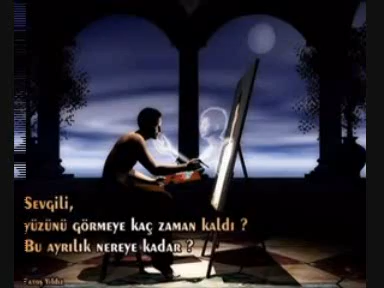 Sevgili,
yüzünü görmeye kaç zaman kaldı ?
Bu ayrılık nereye kadar ?